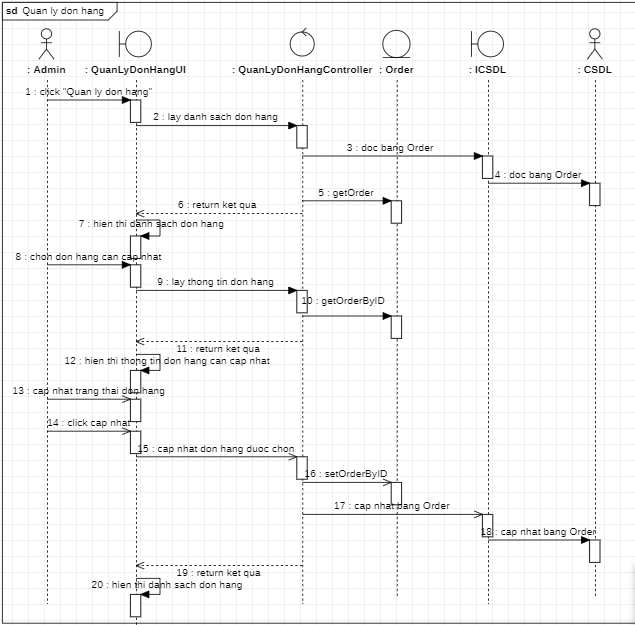 sd Quan ly don hang
: Admin : QuanLyDonHangUI : QuanLyDonHangController : Order : ICSDL : CSDL
1 : click "Quan ly don hang"
2 : lay danh sach don hang
3 : doc bang Order
4 : doc bang Order
5 : getOrder
6 : return ket qua
7 : hien thi danh sach don hang
8 : chon don hang can cap nhat
9 : lay thong tin don hang
10 : getOrderByID
11 : return ket qua
12 : hien thi thong tin don hang can cap nhat
13 : cap nhat trang thai don hang
14 : click cap nhat
15 : cap nhat don hang duoc chon
16 : setOrderByID
17 : cap nhat bang Order
18 : cap nhat bang Order
19 : return ket qua
20 : hien thi danh sach don hang